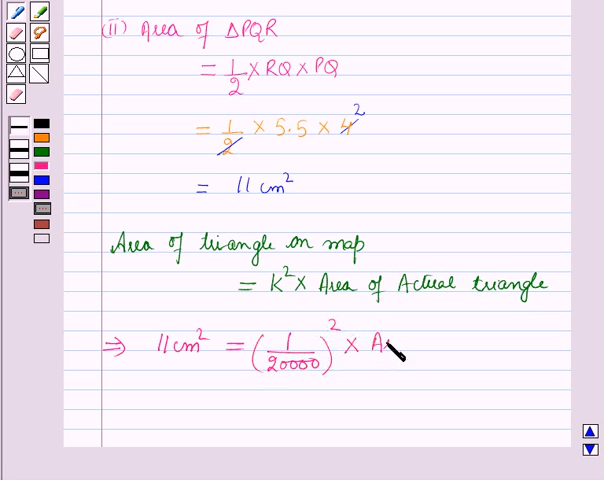 (ii) Area of ΔPQR
= 1/2 × RQ × PQ
= 1/2 × 5.5 × 4 2
= 11 cm²
Area of triangle on map
= K² × Area of Actual triangle
⇒ 11 cm² = (1/20000)² × A